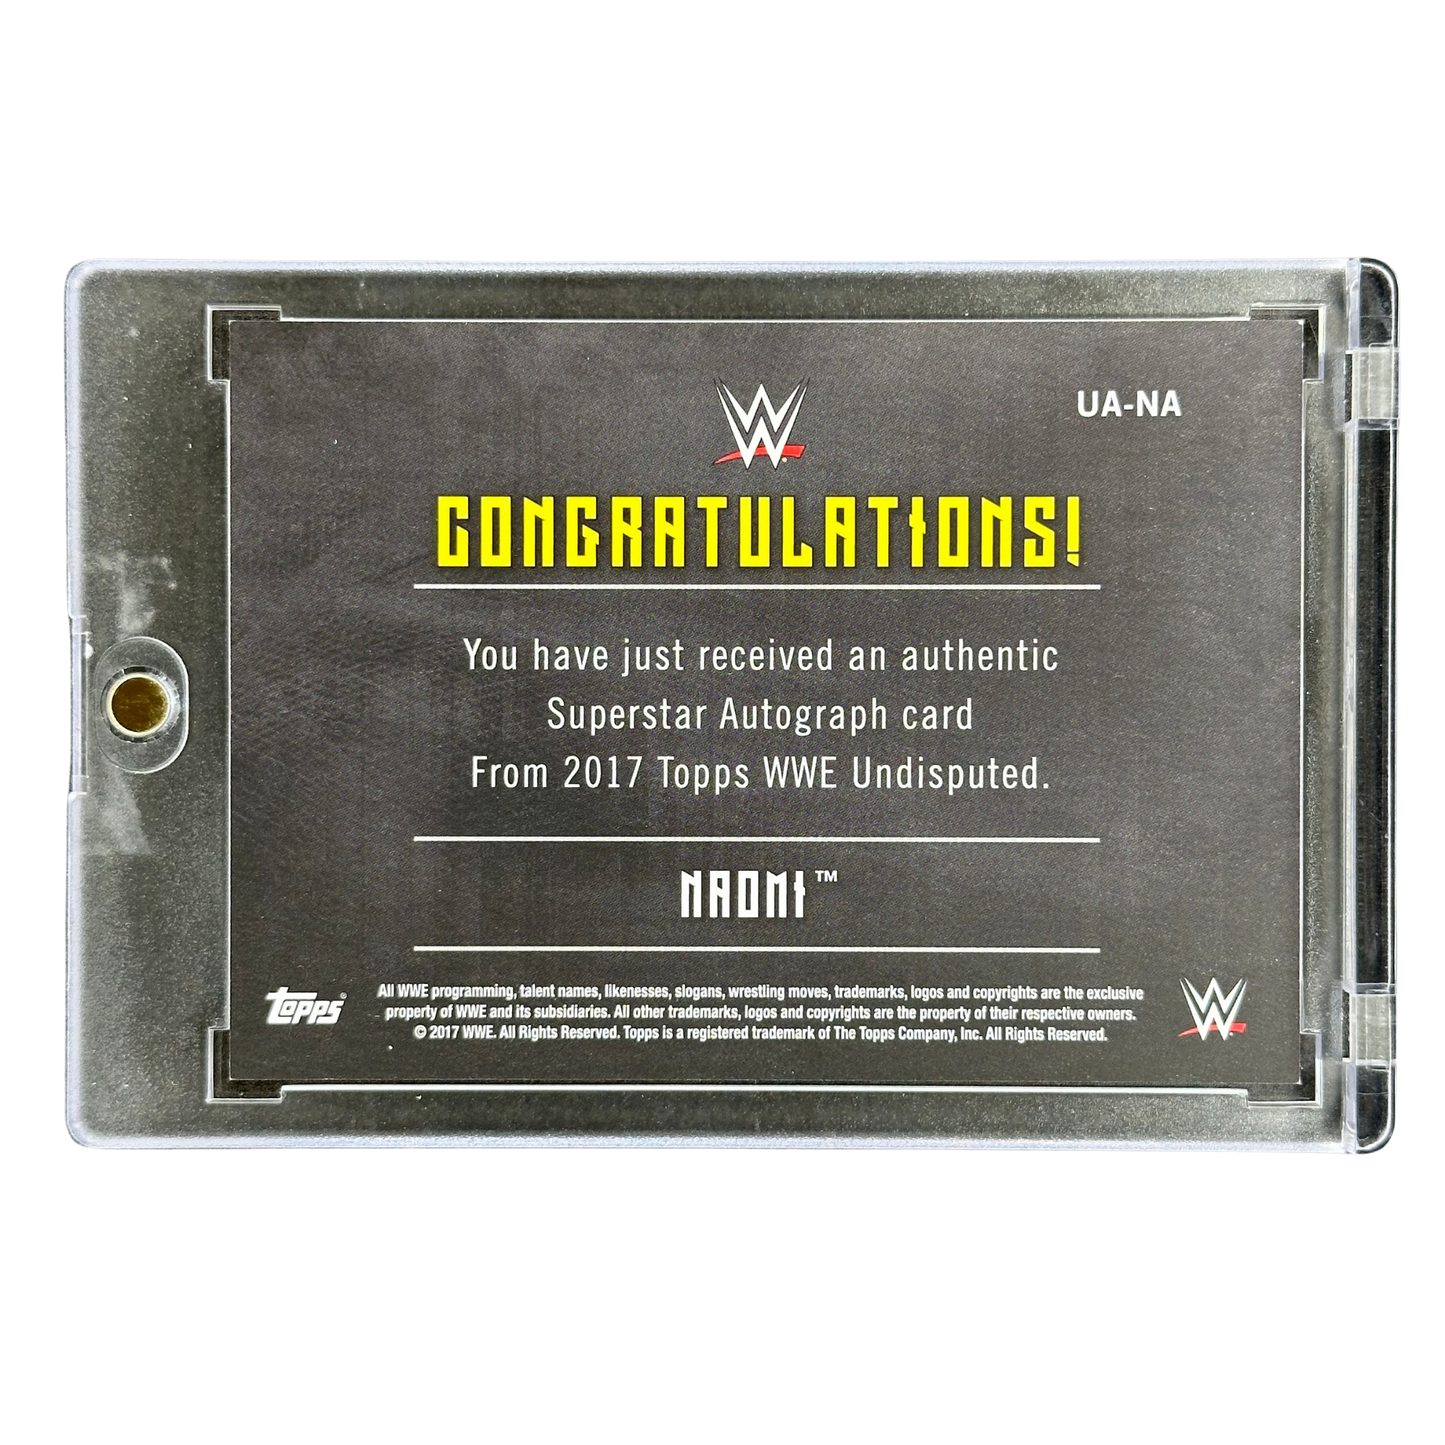 W
UA-NA
CONGRATULATIONS!
You have just received an authentic
Superstar Autograph card
From 2017 Topps WWE Undisputed.
NAOMI™
All WWE programming, talent names, likenesses, slogans, wrestling moves, trademarks, logos and copyrights are the exclusive
property of WWE and its subsidiaries. All other trademarks, logos and copyrights are the property of their respective owners.
© 2017 WWE. All Rights Reserved. Topps is a registered trademark of The Topps Company, Inc. All Rights Reserved.
topps®
W